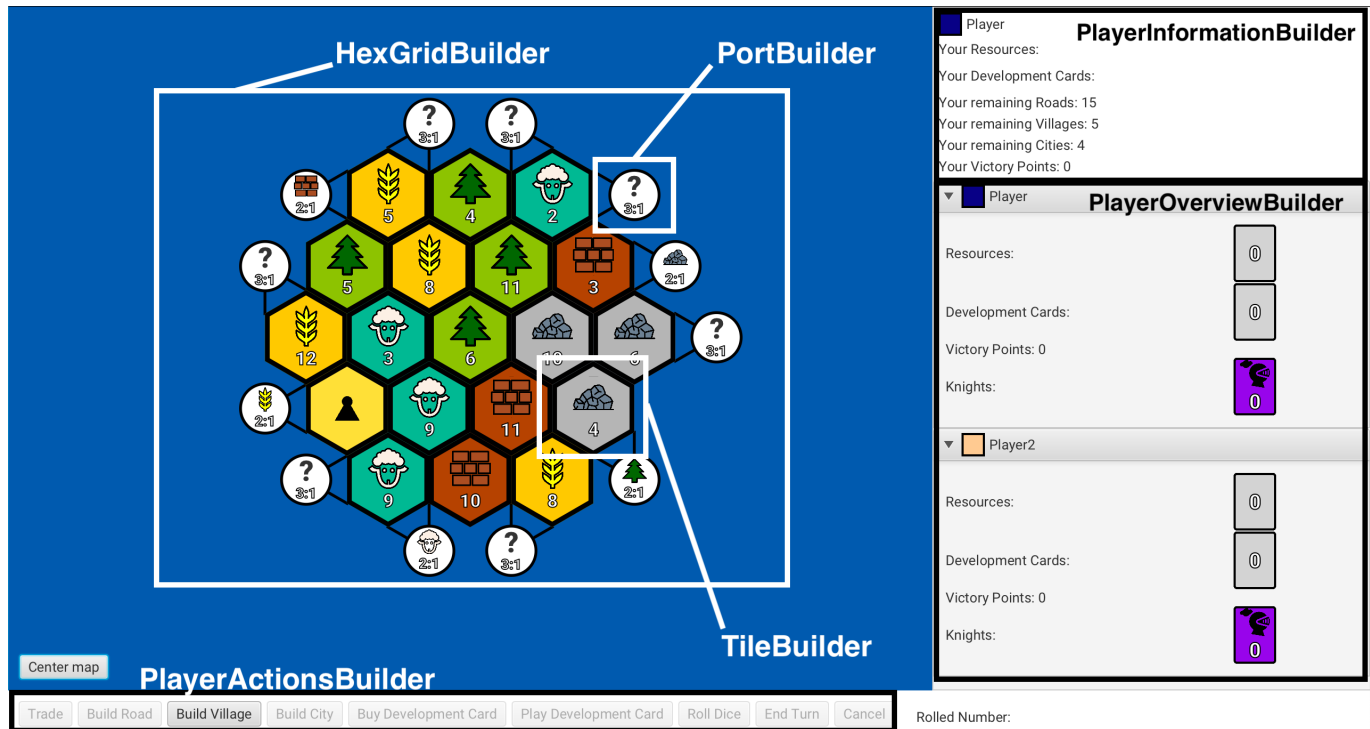 HexGridBuilder
PortBuilder
?
3:1
?
3:1
2:1
5
4
2
?
3:1
?
3:1
5
8
11
3
2:1
12
3
6
10
6
?
3:1
2:1
9
11
4
?
3:1
9
10
8
2:1
2:1
?
3:1
TileBuilder
Center map
PlayerActionsBuilder
Trade
Build Road
Build Village
Build City
Buy Development Card
Play Development Card
Roll Dice
End Turn
Cancel
Rolled Number:
Player
PlayerInformationBuilder
Your Resources:
Your Development Cards:
Your remaining Roads: 15
Your remaining Villages: 5
Your remaining Cities: 4
Your Victory Points: 0
Player
PlayerOverviewBuilder
Resources:
0
Development Cards:
0
Victory Points: 0
Knights:
0
Player2
Resources:
0
Development Cards:
0
Victory Points: 0
Knights:
0